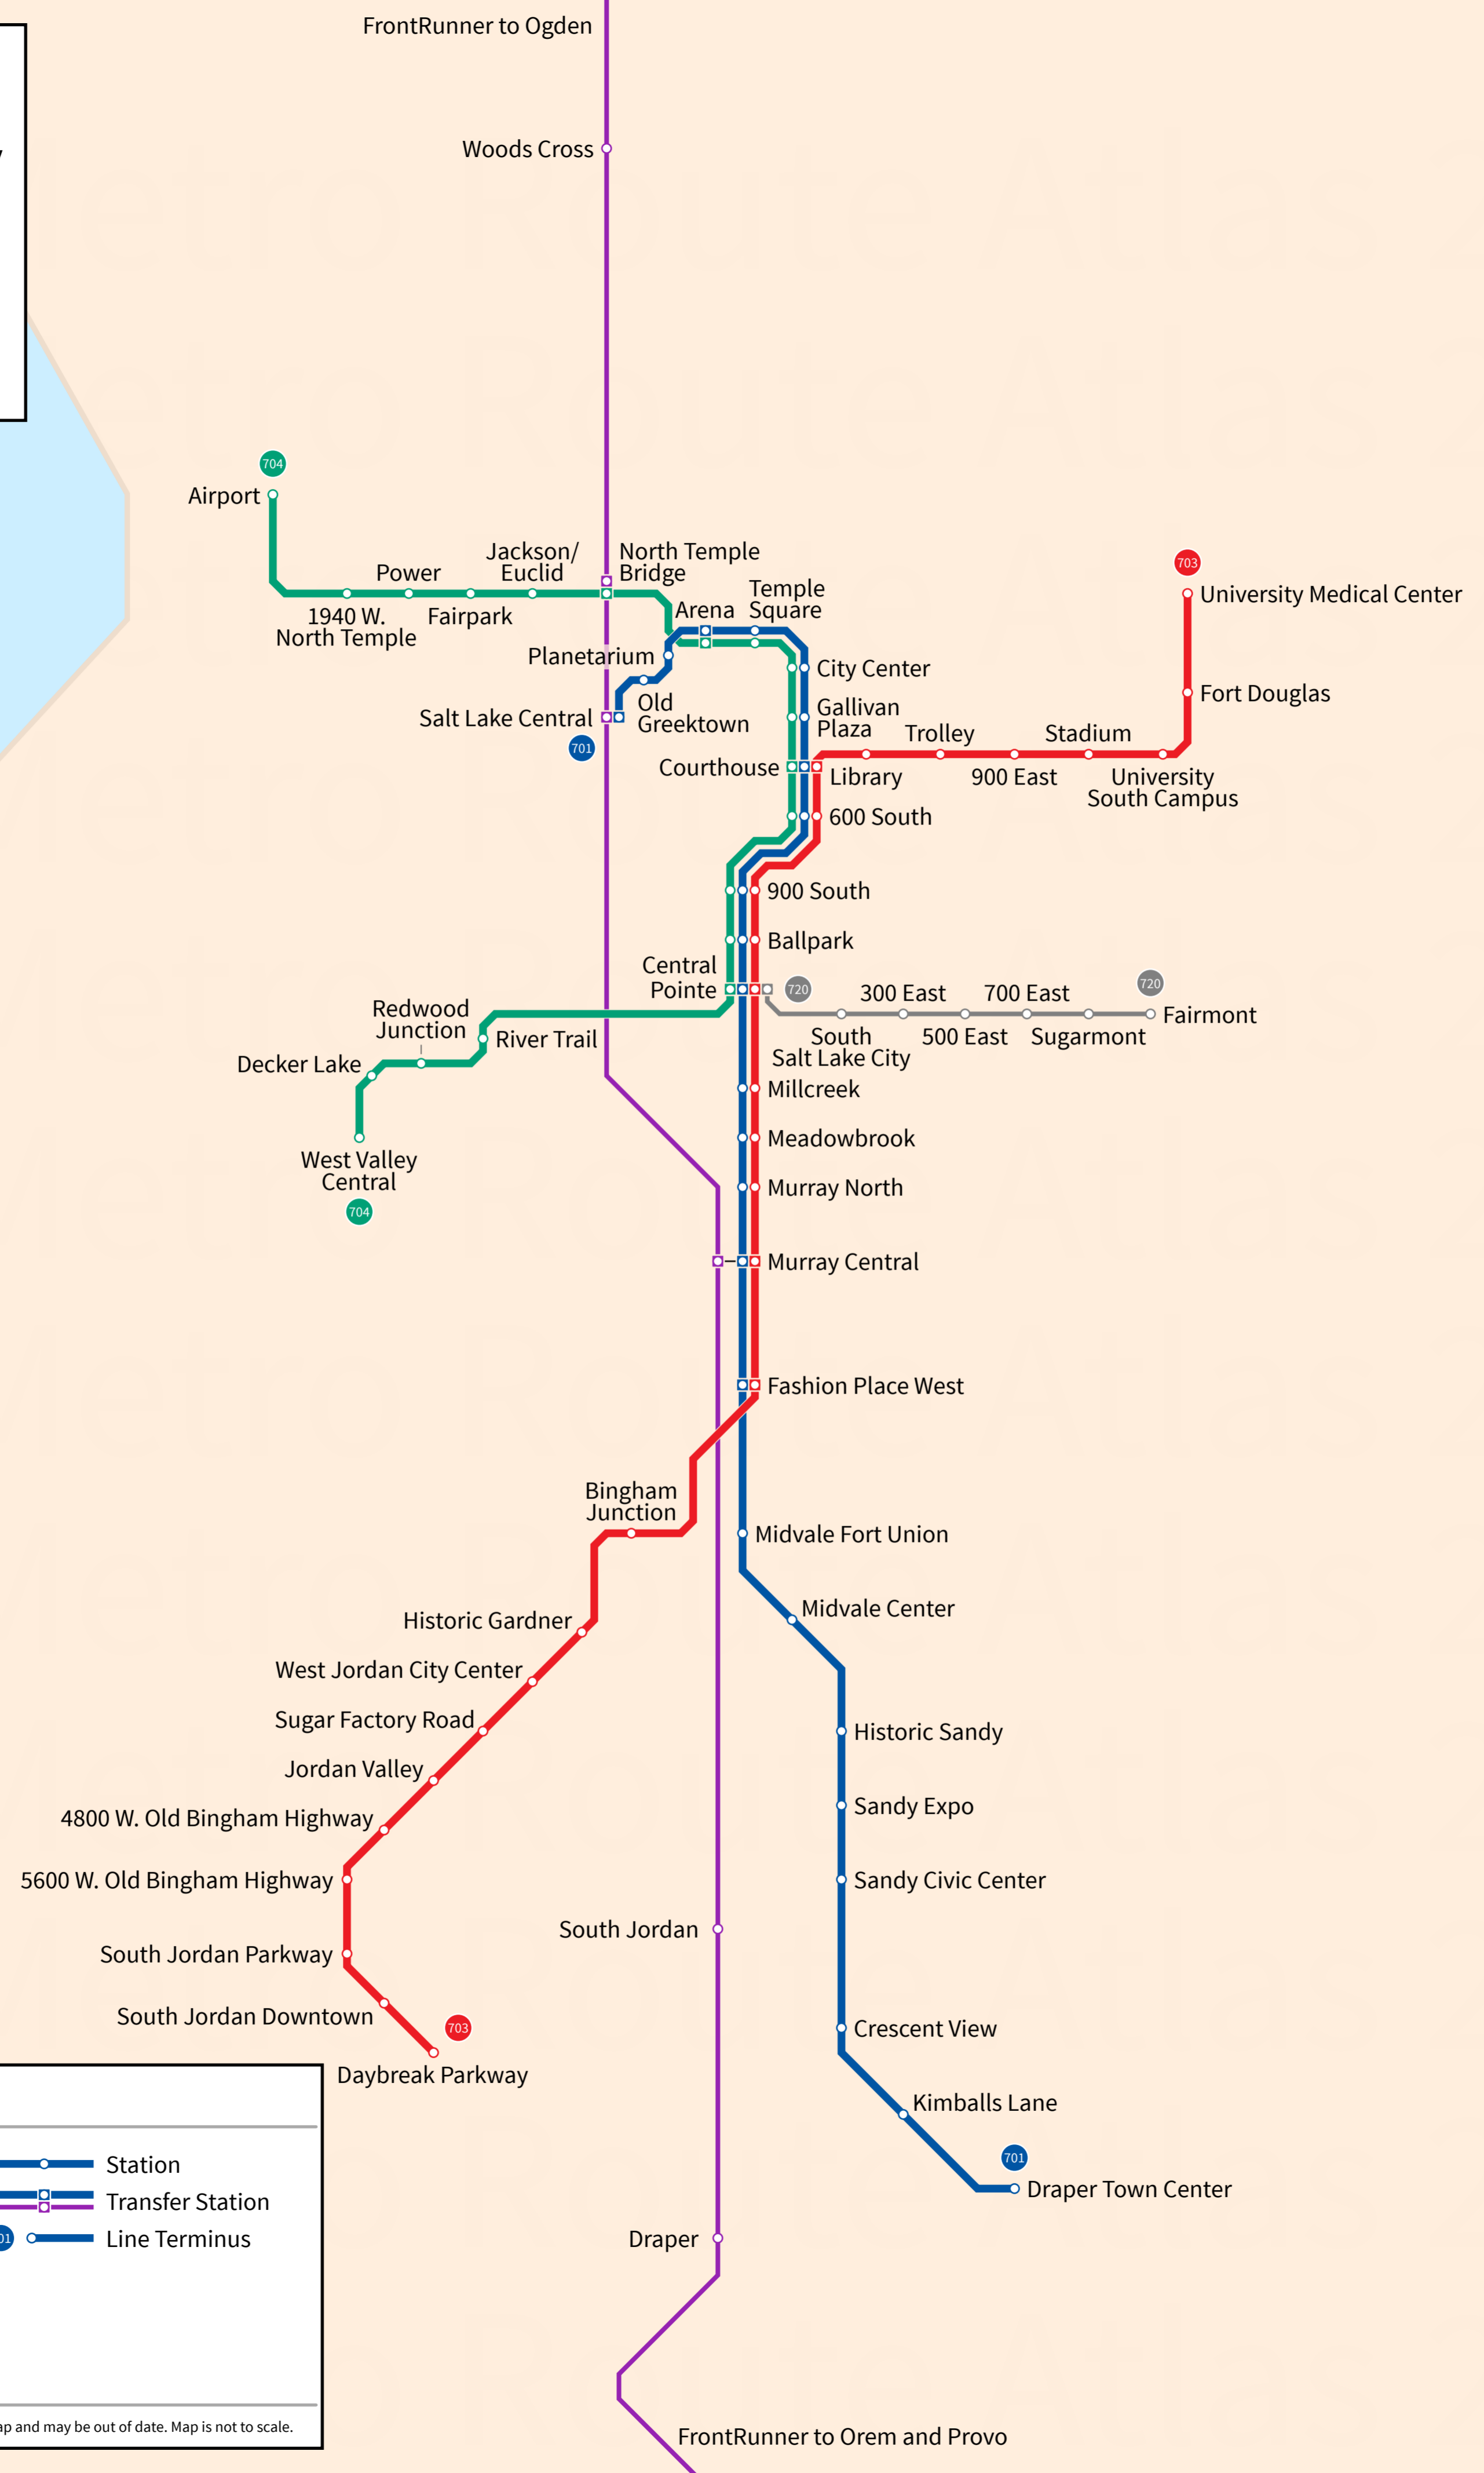 FrontRunner to Ogden
Woods Cross
704
Airport
Jackson/
Euclid
North Temple
Bridge
703
Power
Temple
Square
University Medical Center
1940 W.
North Temple
Fairpark
Arena
Planetarium
City Center
Fort Douglas
Old
Greektown
Gallivan
Plaza
Salt Lake Central
701
Trolley
Stadium
Courthouse
Library
900 East
University
South Campus
600 South
900 South
Ballpark
Central
Pointe
720
300 East
700 East
720
Redwood
Junction
Fairmont
River Trail
South
Salt Lake City
500 East
Sugarmont
Decker Lake
Millcreek
Meadowbrook
West Valley
Central
704
Murray North
Murray Central
Fashion Place West
Bingham
Junction
Midvale Fort Union
Midvale Center
Historic Gardner
West Jordan City Center
Sugar Factory Road
Historic Sandy
Jordan Valley
Sandy Expo
4800 W. Old Bingham Highway
5600 W. Old Bingham Highway
Sandy Civic Center
South Jordan
South Jordan Parkway
South Jordan Downtown
703
Crescent View
Daybreak Parkway
Kimballs Lane
701
Draper Town Center
Station
Transfer Station
01
Line Terminus
Draper
ap and may be out of date. Map is not to scale.
FrontRunner to Orem and Provo